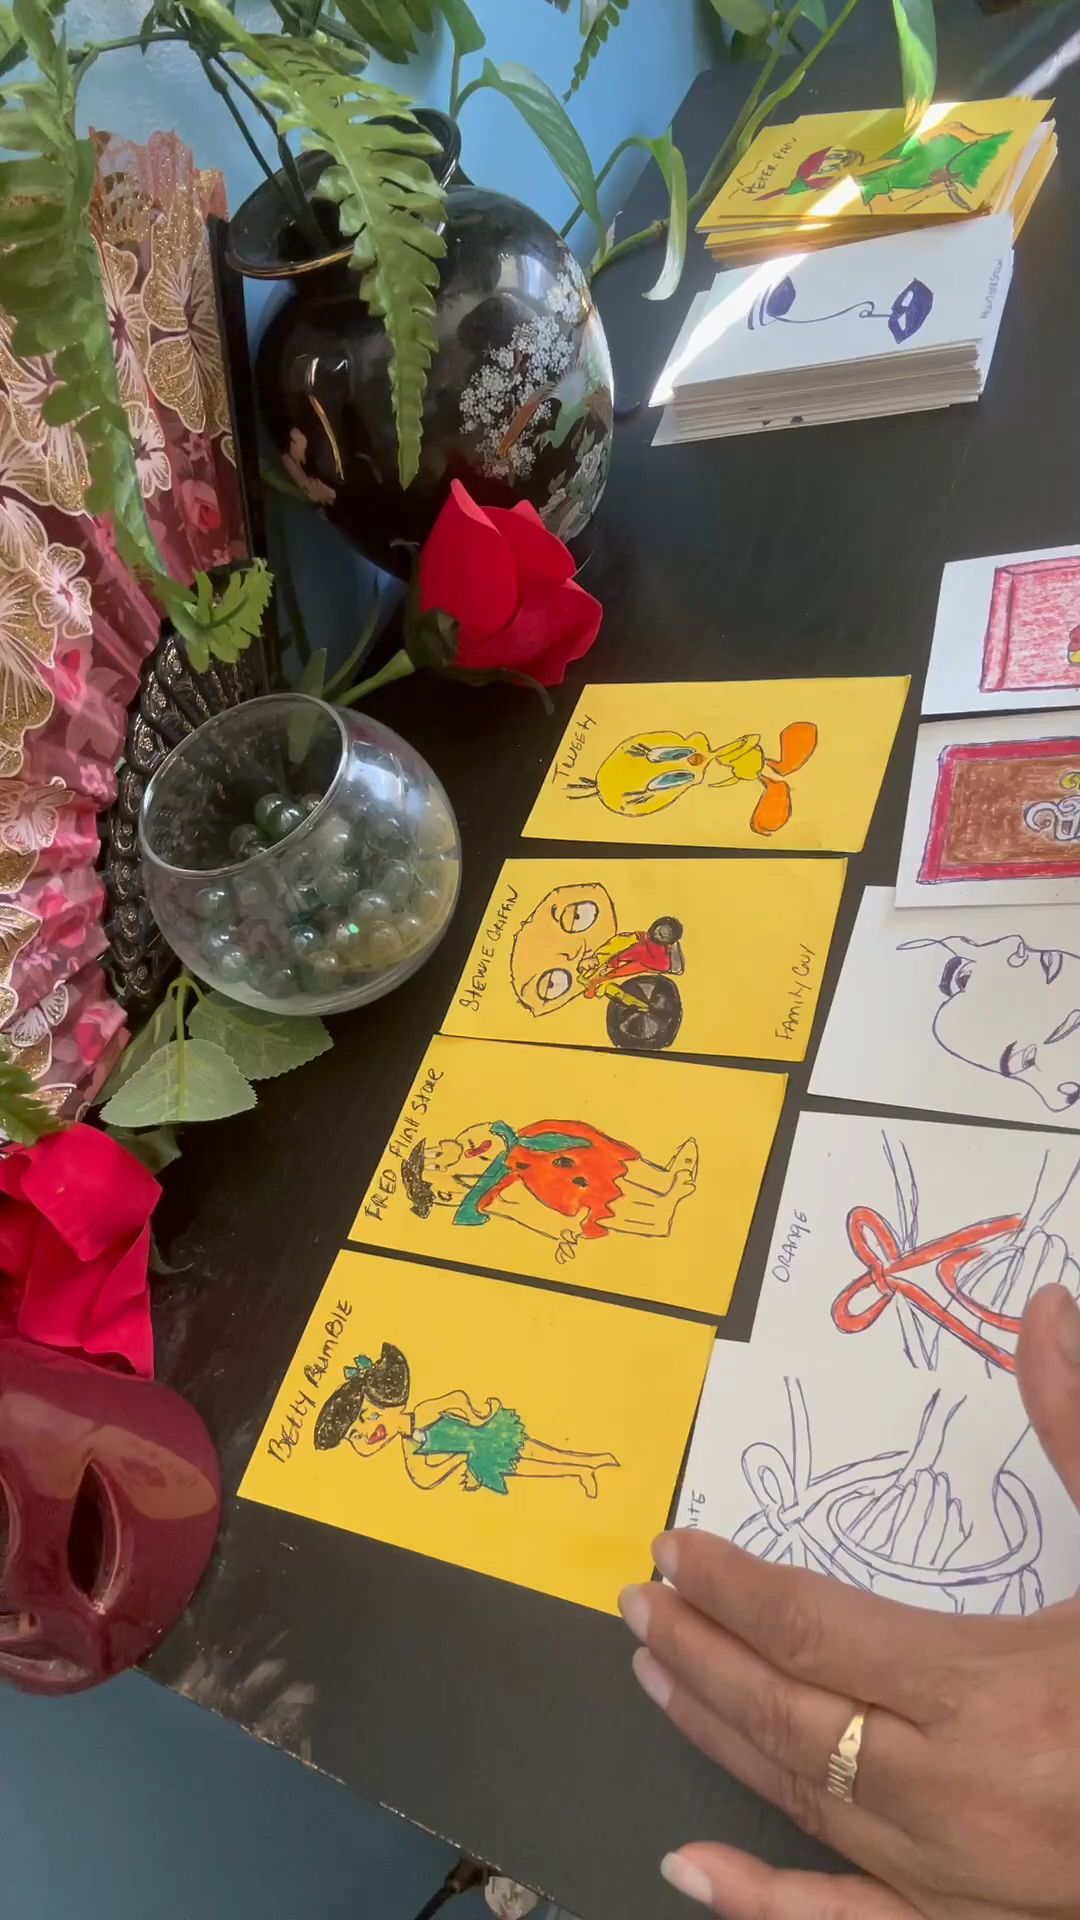 PETER PAN
TWEETY
STEWIE GRIFFIN
FAMILY GUY
FRED FLINT STONE
BETTY RUMBLE
ORANGE